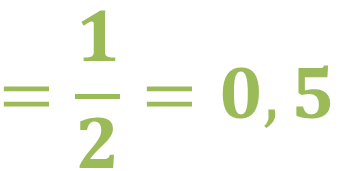 = 1/2 = 0,5